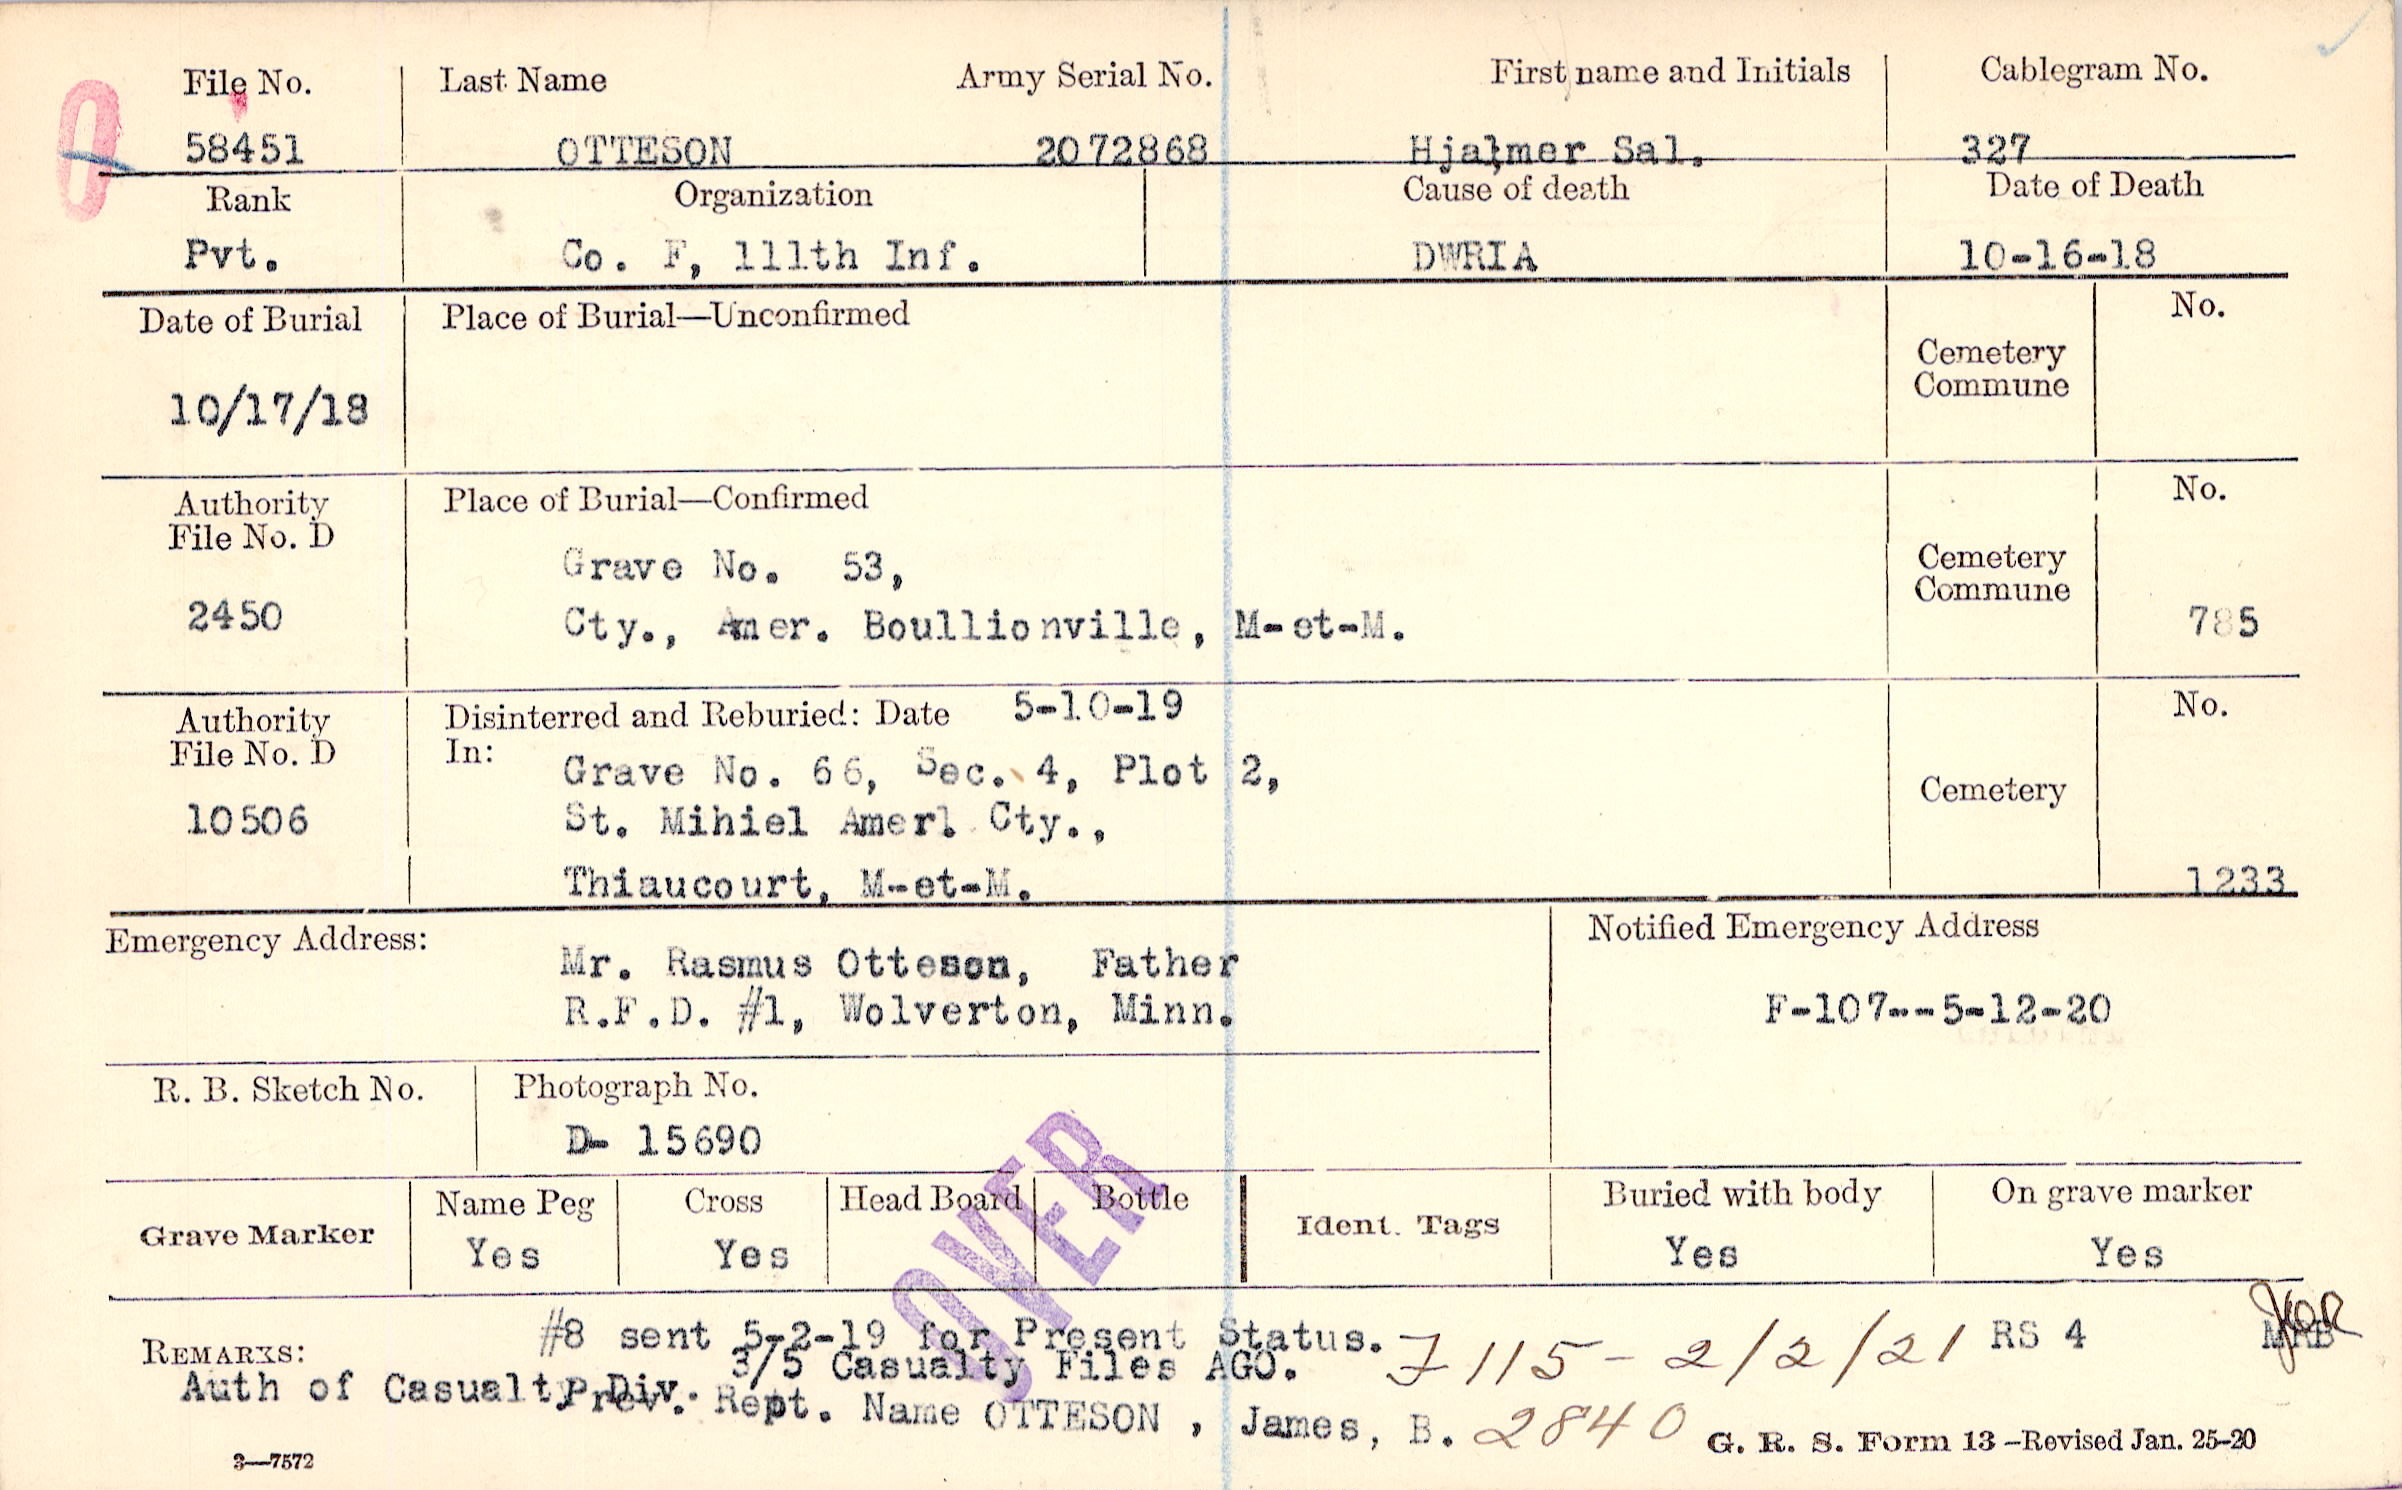 File No. Last Name Army Serial No. First name and Initials Cablegram No.
58451 OTTESON 2072868 Hjalmer Sal. 327
Rank Organization Cause of death Date of Death
Pvt. Co. F, 111th Inf. DWRIA 10-16-18
Date of Burial Place of Burial—Unconfirmed No.
Cemetery
Commune
10/17/18
Authority Place of Burial—Confirmed No.
File No. D
Grave No. 53, Cemetery
Commune
2450 Cty., Amer. Boullionville, M-et-M. 785
Authority Disinterred and Reburied: Date 5-10-19 No.
File No. D In:
Grave No. 66, Sec. 4, Plot 2, Cemetery
10506 St. Mihiel Amerl Cty.,
Thiaucourt, M-et-M. 1233
Emergency Address: Notified Emergency Address
Mr. Rasmus Otteson, Father
R.F.D. #1, Wolverton, Minn. F-107--5-12-20
R. B. Sketch No. Photograph No.
D- 15690
OVER
Name Peg Cross Head Board Bottle Buried with body On grave marker
Grave Marker Ident. Tags
Yes Yes Yes Yes
#8 sent 5-2-19 for Present Status. 7115-2/2/21 RS 4 MRB
REMARKS: 3/5 Casualty Files AGO.
Auth of Casualty Div.
Prev. Rept. Name OTTESON , James, B. 2840
3—7572 G. R. S. Form 13—Revised Jan. 25-20